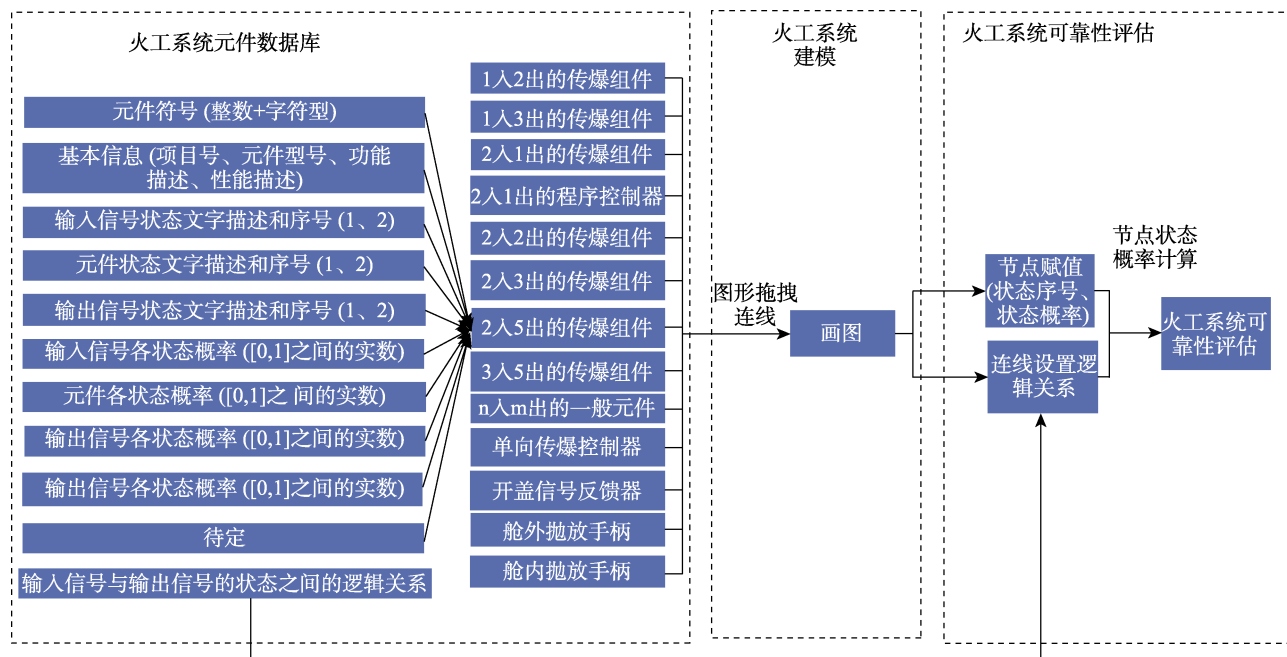 火工系统元件数据库
元件符号 (整数+字符型)
基本信息 (项目号、元件型号、功能
描述、性能描述)
输入信号状态文字描述和序号 (1、2)
元件状态文字描述和序号 (1、2)
输出信号状态文字描述和序号 (1、2)
输入信号各状态概率 ([0,1]之间的实数)
元件各状态概率 ([0,1]之 间的实数)
输出信号各状态概率 ([0,1]之间的实数)
输出信号各状态概率 ([0,1]之间的实数)
待定
输入信号与输出信号的状态之间的逻辑关系
1入2出的传爆组件
1入3出的传爆组件
2入1出的传爆组件
2入1出的程序控制器
2入2出的传爆组件
2入3出的传爆组件
2入5出的传爆组件
3入5出的传爆组件
n入m出的一般元件
单向传爆控制器
开盖信号反馈器
舱外抛放手柄
舱内抛放手柄
火工系统
建模
图形拖拽
连线
画图
火工系统可靠性评估
节点赋值
(状态序号、
状态概率)
连线设置逻
辑关系
节点状态
概率计算
火工系统可
靠性评估